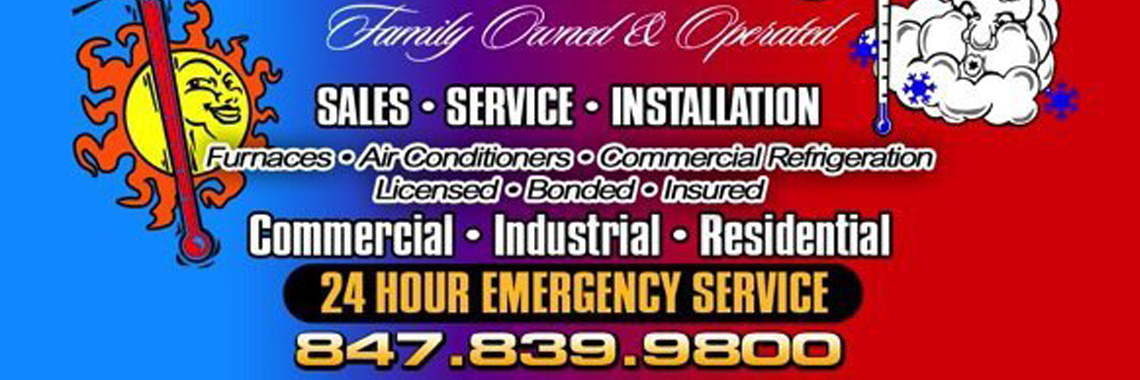 Family Owned & Operated
SALES • SERVICE • INSTALLATION
Furnaces • Air Conditioners • Commercial Refrigeration
Licensed • Bonded • Insured
Commercial • Industrial • Residential
24 HOUR EMERGENCY SERVICE
847.839.9800